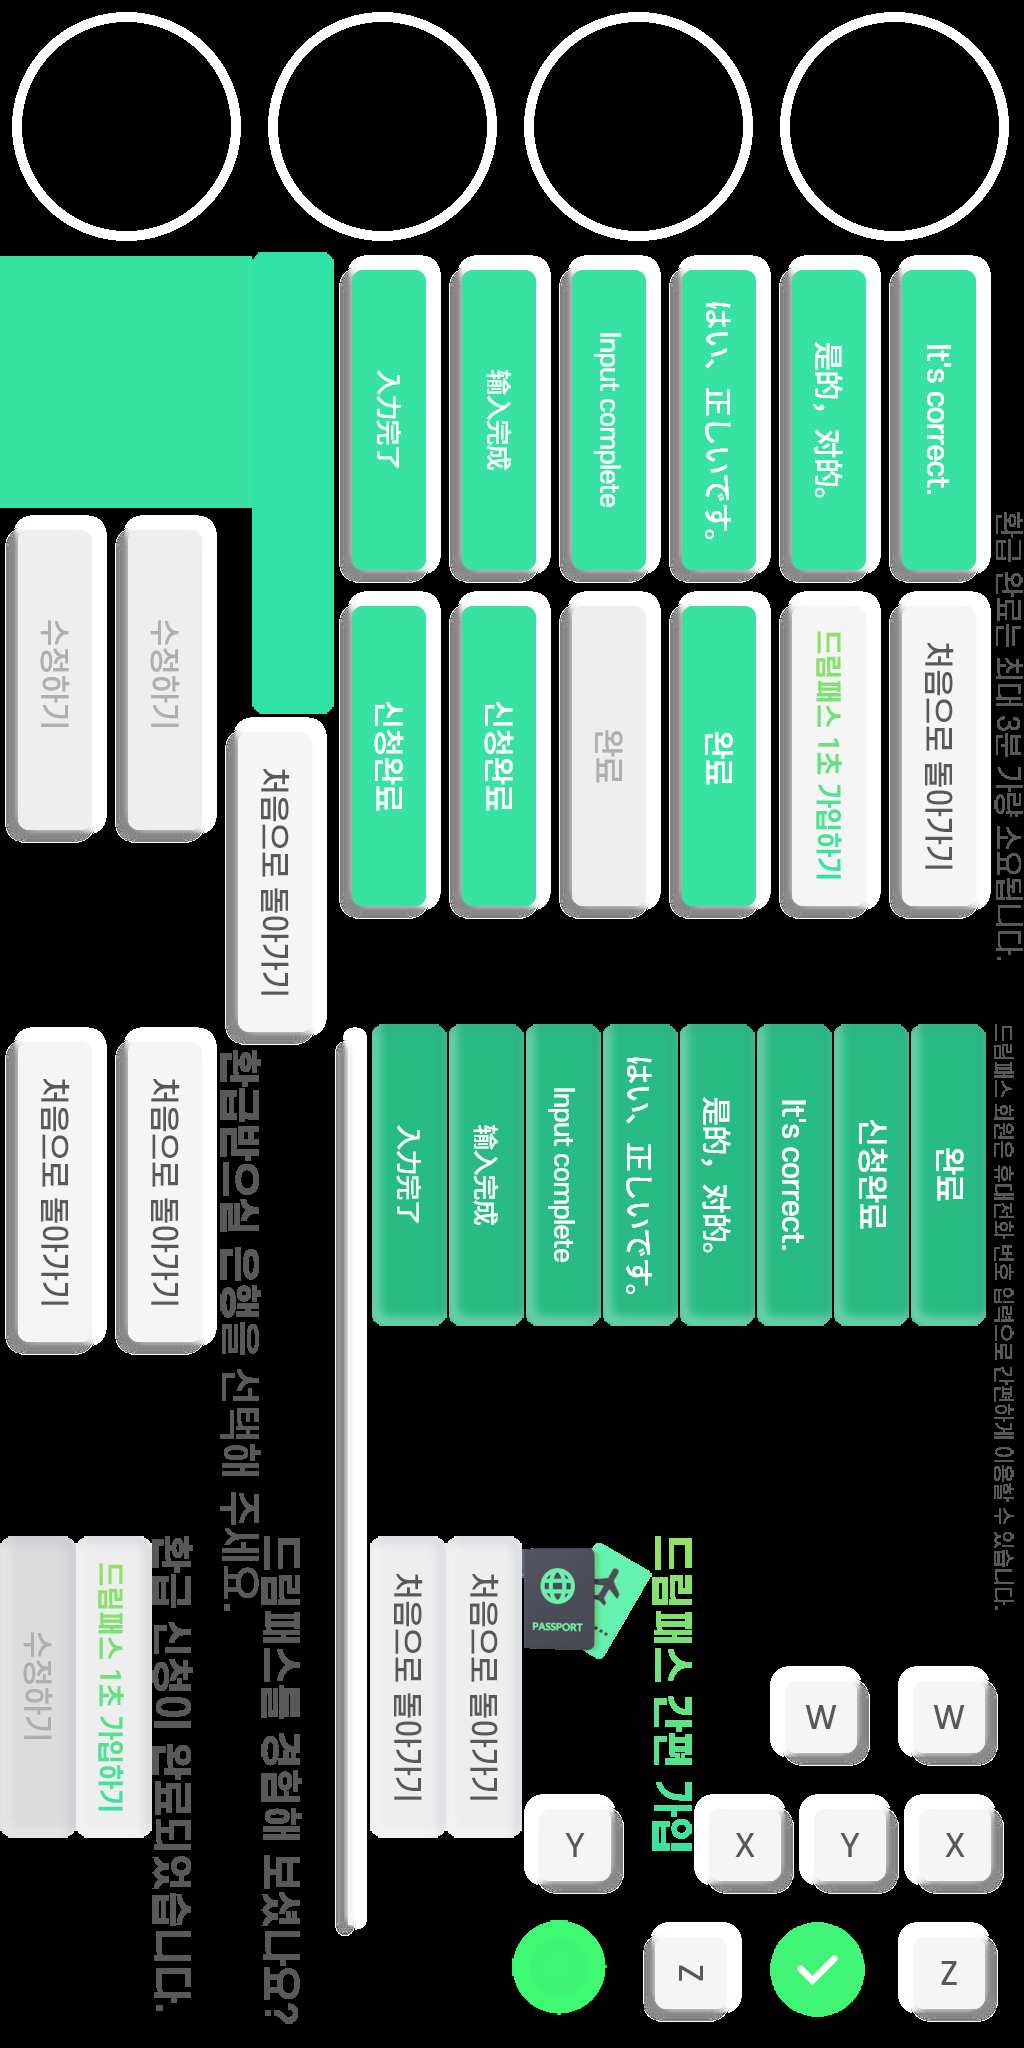 It's correct.
是的，对的。
はい、正しいです。
Input complete
输入完成
入力完了
환급 완료는 최대 3분 가량 소요됩니다.
처음으로 돌아가기
드림패스 1초 가입하기
완료
완료
신청완료
신청완료
수정하기
수정하기
처음으로 돌아가기
드림패스 회원은 휴대전화 번호 입력으로 간편하게 이용할 수 있습니다.
완료
신청완료
It's correct.
是的，对的。
はい、正しいです。
Input complete
输入完成
入力完了
환급받으실 은행을 선택해 주세요.
처음으로 돌아가기
처음으로 돌아가기
드림패스 간편 가입
PASSPORT
처음으로 돌아가기
처음으로 돌아가기
드림패스를 경험해 보셨나요?
환급 신청이 완료되었습니다.
드림패스 1초 가입하기
수정하기
W
W
Y
X
Y
X
Z
Z